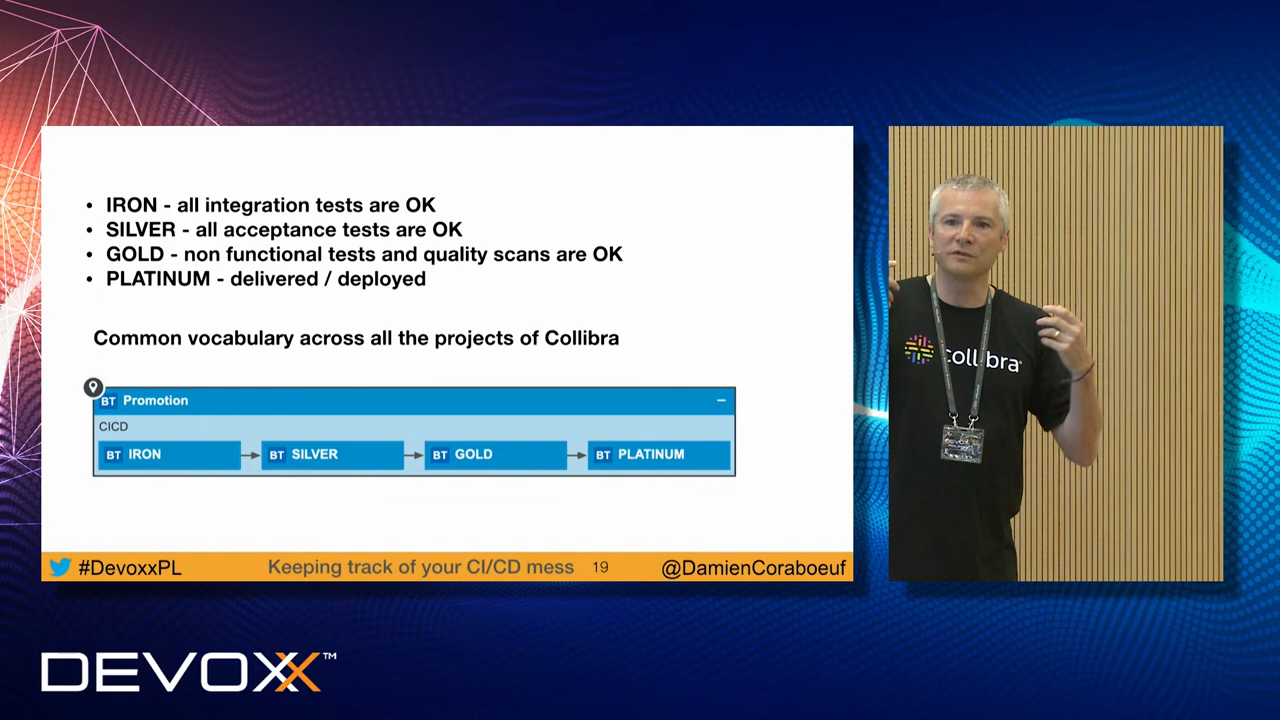 • IRON - all integration tests are OK
• SILVER - all acceptance tests are OK
• GOLD - non functional tests and quality scans are OK
• PLATINUM - delivered / deployed
Common vocabulary across all the projects of Collibra
BT Promotion –
CICD
BT IRON
BT SILVER
BT GOLD
BT PLATINUM
#DevoxxPL Keeping track of your CI/CD mess 19 @DamienCoraboeuf
collibra
DEVOXX
DEVOXX™